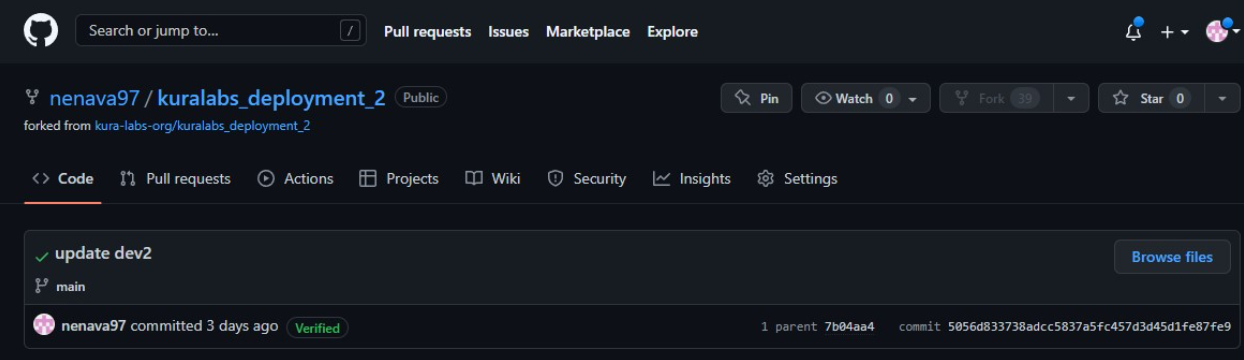 Search or jump to... / Pull requests Issues Marketplace Explore
nenava97 / kuralabs_deployment_2 Public Pin Watch 0 Fork 39 Star 0
forked from kura-labs-org/kuralabs_deployment_2
Code Pull requests Actions Projects Wiki Security Insights Settings
update dev2 Browse files
main
nenava97 committed 3 days ago Verified 1 parent 7b04aa4 commit 5056d833738adcc5837a5fc457d3d45d1fe87fe9